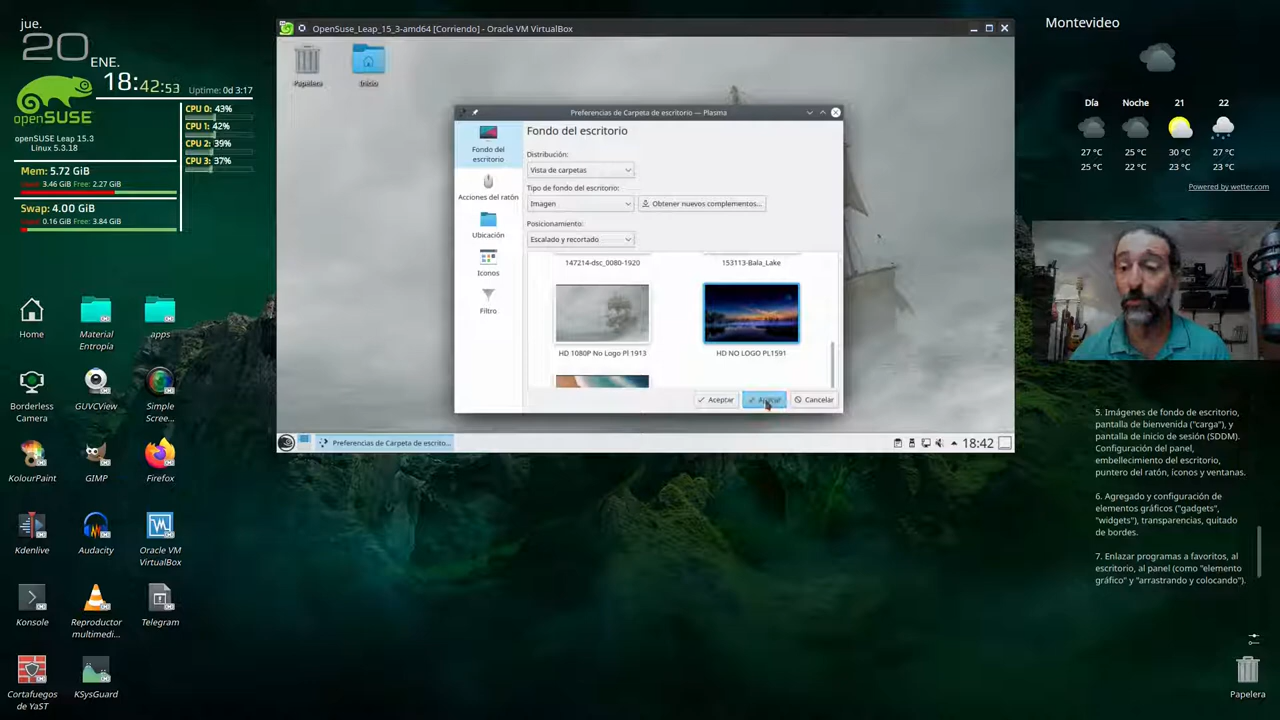 jue.
20
ENE.
18:42:53
Uptime: 0d 3:17
openSUSE
openSUSE Leap 15.3
Linux 5.3.18
CPU 0: 43%
CPU 1: 42%
CPU 2: 39%
CPU 3: 37%
Mem: 5.72 GiB
3.46 GiB Free: 2.27 GiB
Swap: 4.00 GiB
0.16 GiB Free: 3.84 GiB
Home
Material
Entropia
apps
Borderless
Camera
GUVCView
Simple
Scree...
KolourPaint
GIMP
Firefox
Kdenlive
Audacity
Oracle VM
VirtualBox
Konsole
Reproductor
multimedi...
Telegram
Cortafuegos
de YaST
KSysGuard
OpenSuse_Leap_15_3-amd64 [Corriendo] - Oracle VM VirtualBox
Papelera
Inicio
Preferencias de Carpeta de escritorio — Plasma
Fondo del
escritorio
Acciones del ratón
Ubicación
Iconos
Filtro
Fondo del escritorio
Distribución:
Vista de carpetas
Tipo de fondo del escritorio:
Imagen
Obtener nuevos complementos...
Posicionamiento:
Escalado y recortado
147214-dsc_0080-1920
153113-Bala_Lake
HD 1080P No Logo Pl 1913
HD NO LOGO PL1591
Aceptar
Cancelar
Preferencias de Carpeta de escrito...
18:42
Montevideo
Día
Noche
21
22
27 °C
25 °C
30 °C
27 °C
25 °C
22 °C
23 °C
23 °C
Powered by wetter.com
5. Imágenes de fondo de escritorio,
pantalla de bienvenida ("carga"), y
pantalla de inicio de sesión (SDDM).
Configuración del panel,
embellecimiento del escritorio,
puntero del ratón, íconos y ventanas.
6. Agregado y configuración de
elementos gráficos ("gadgets",
"widgets"), transparencias, quitado
de bordes.
7. Enlazar programas a favoritos, al
escritorio, al panel (como "elemento
gráfico" y "arrastrando y colocando").
Papelera